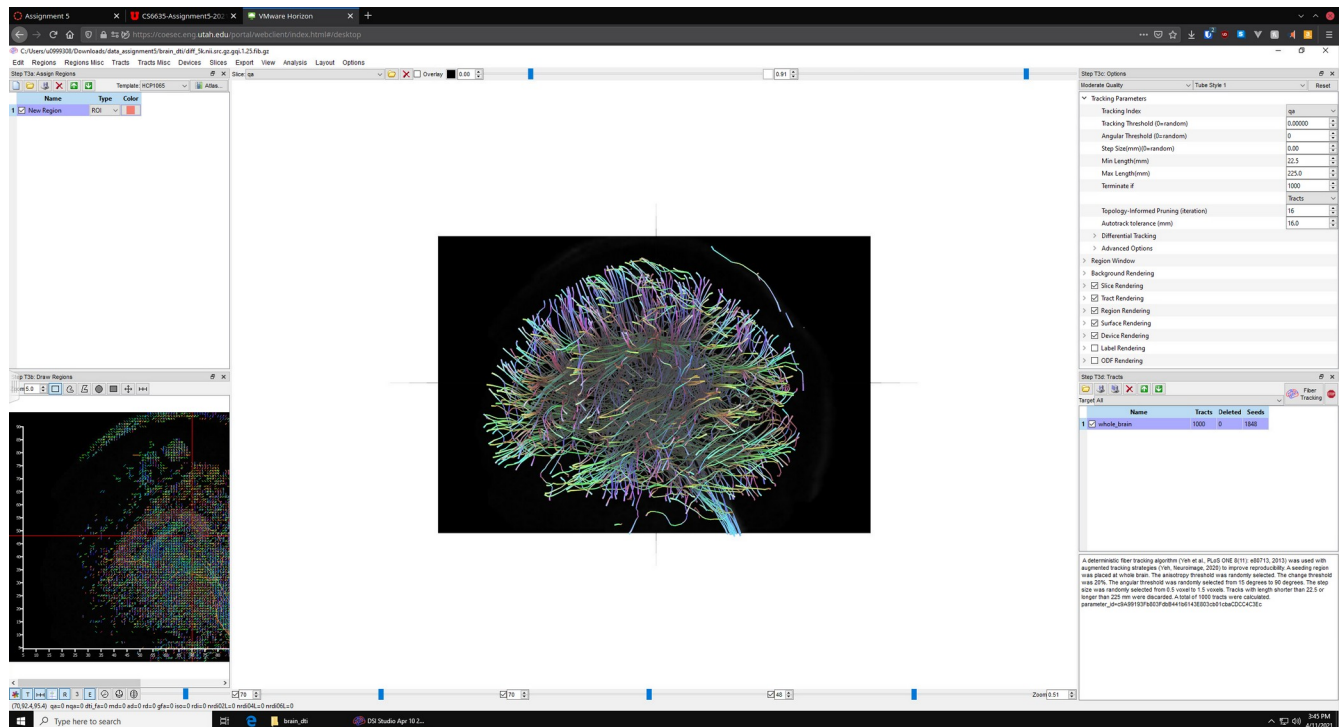 Assignment 5
CS6635-Assignment5-202
VMware Horizon
https://coesec.eng.utah.edu/portal/webclient/index.html#/desktop
C:/Users/u0999308/Downloads/data_assignment5/brain_dti/diff_5k.nii.src.gz.gqi.1.25.fib.gz
Edit Regions Regions Misc Tracts Tracts Misc Devices Slices Export View Analysis Layout Options
Step T3a: Assign Regions
Template: HCP1065
Atlas...
Name Type Color
1 New Region ROI
Slice: qa
Overlay
0.00
0.91
Step T3b: Draw Regions
5.0
Step T3c: Options
Moderate Quality
Tube Style 1
Reset
Tracking Parameters
Tracking Index qa
Tracking Threshold (0=random) 0.00000
Angular Threshold (0=random) 0
Step Size(mm)(0=random) 0.00
Min Length(mm) 22.5
Max Length(mm) 225.0
Terminate if 1000
Tracts
Topology-Informed Pruning (iteration) 16
Autotrack tolerance (mm) 16.0
Differential Tracking
Advanced Options
Region Window
Background Rendering
Slice Rendering
Tract Rendering
Region Rendering
Surface Rendering
Device Rendering
Label Rendering
ODF Rendering
Step T3d: Tracts
Target All
Fiber
Tracking
Name Tracts Deleted Seeds
1 whole_brain 1000 0 1848
A deterministic fiber tracking algorithm (Yeh et al., PLoS ONE 8(11): e80713, 2013) was used with
augmented tracking strategies (Yeh, Neuroimage, 2020) to improve reproducibility. A seeding region
was placed at whole brain. The anisotropy threshold was randomly selected. The change threshold
was 20%. The angular threshold was randomly selected from 15 degrees to 90 degrees. The step
size was randomly selected from 0.5 voxel to 1.5 voxels. Tracks with length shorter than 22.5 or
longer than 225 mm were discarded. A total of 1000 tracts were calculated.
70
70
48
Zoom 0.51
Type here to search
brain_dti
DSI Studio Apr 10 2...
3:45 PM
4/11/2021